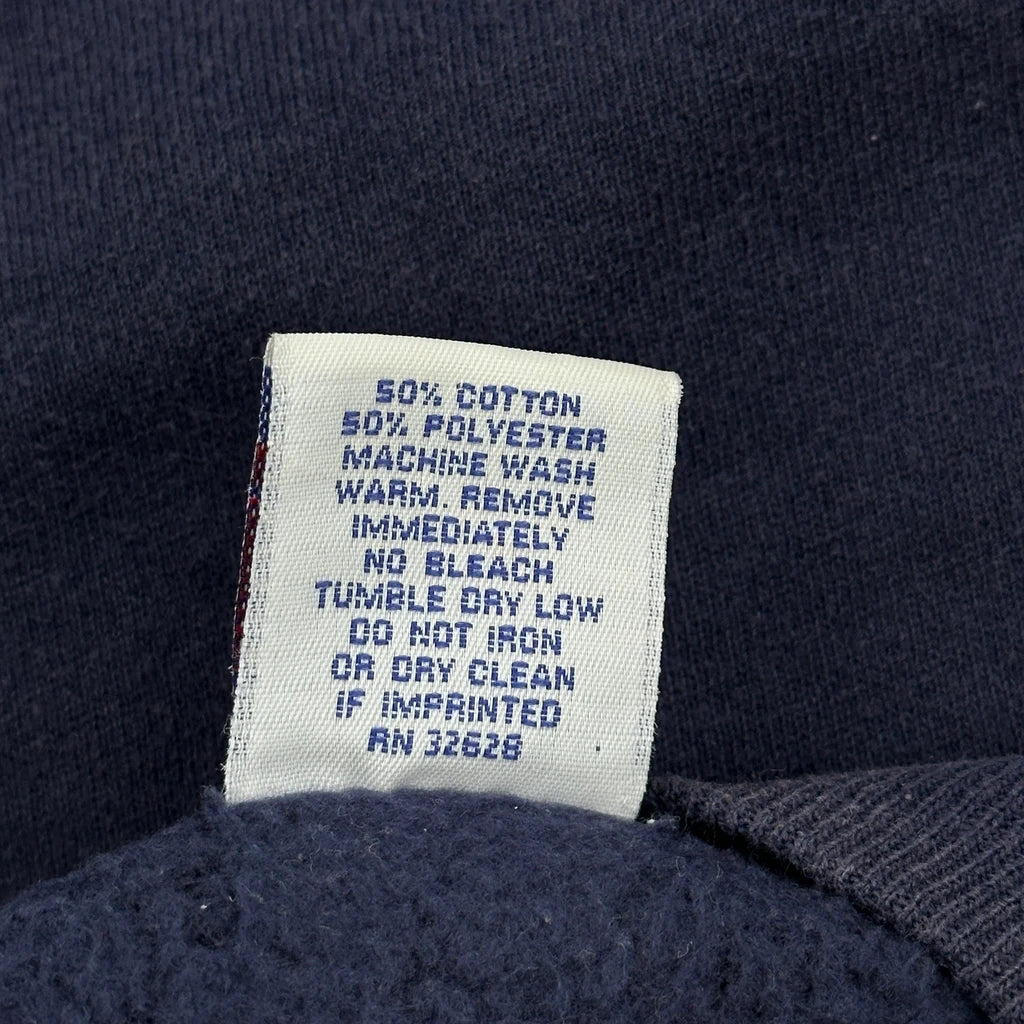 50% COTTON
50% POLYESTER
MACHINE WASH
WARM. REMOVE
IMMEDIATELY
NO BLEACH
TUMBLE DRY LOW
DO NOT IRON
OR DRY CLEAN
IF IMPRINTED
RN 32628